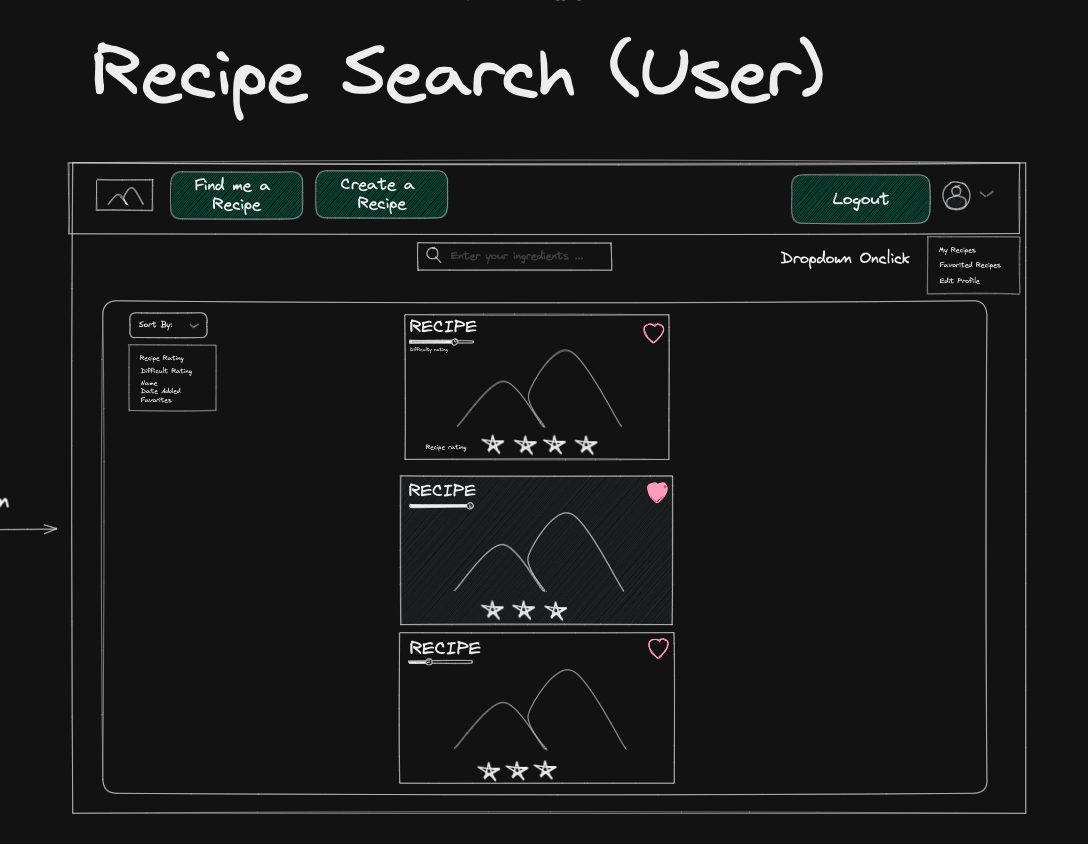 Recipe Search (User)
Find me a
Recipe
Create a
Recipe
Logout
Enter your ingredients ...
Dropdown Onclick
My Recipes
Favorited Recipes
Edit Profile
Sort By:
Recipe Rating
Difficult Rating
Name
Date Added
Favorites
RECIPE
Difficulty rating
Recipe rating
RECIPE
RECIPE